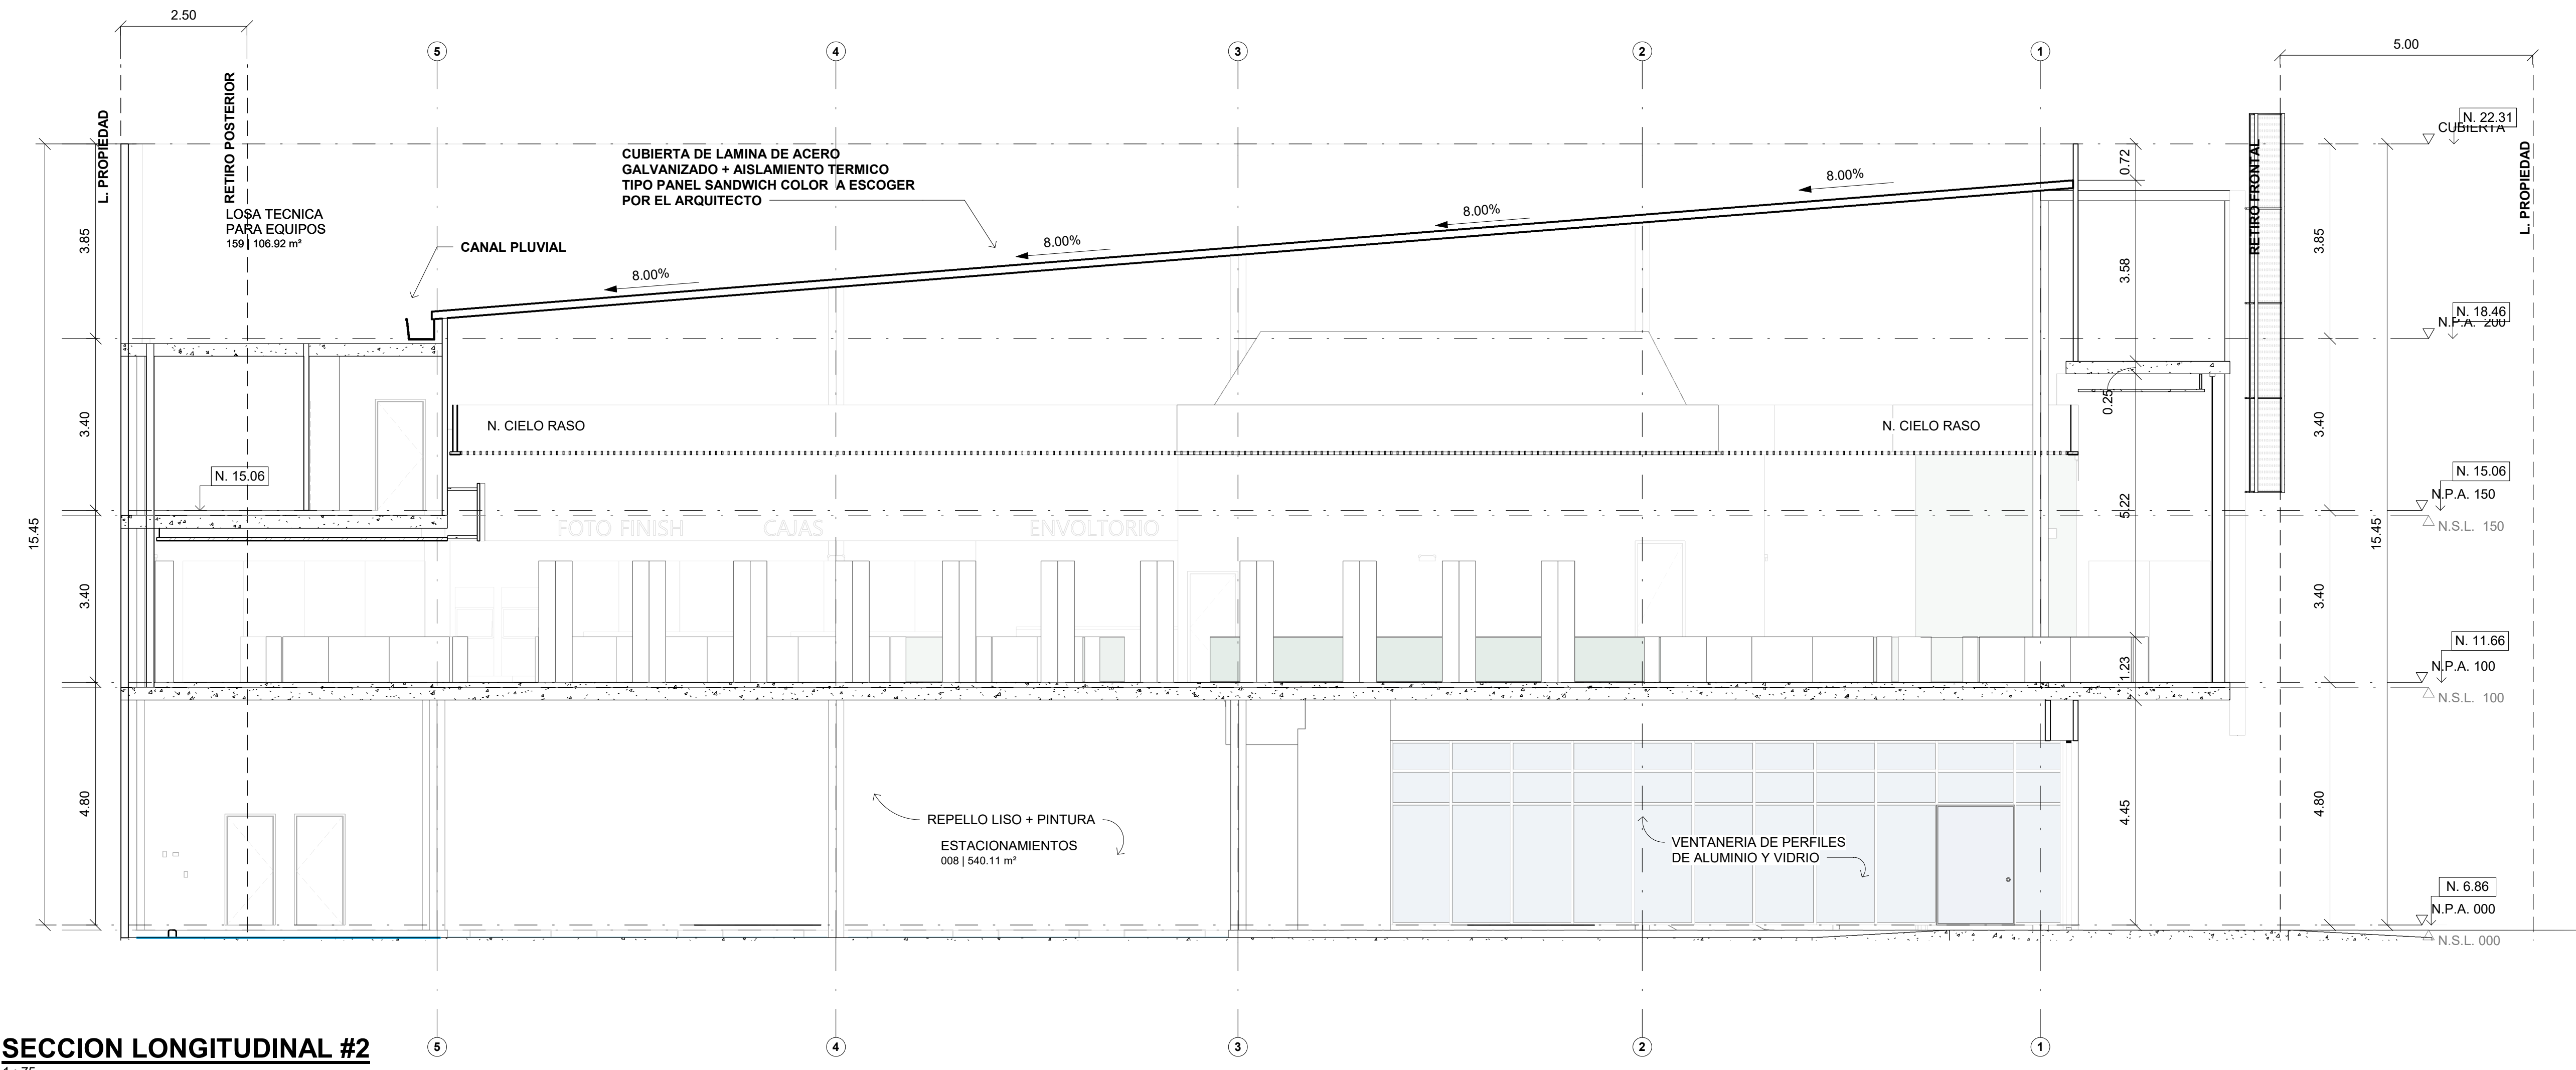 2.50
5
4
3
2
1
5.00
L. PROPIEDAD
RETIRO POSTERIOR
LOSA TECNICA
PARA EQUIPOS
159 | 106.92 m²
CANAL PLUVIAL
CUBIERTA DE LAMINA DE ACERO
GALVANIZADO + AISLAMIENTO TERMICO
TIPO PANEL SANDWICH COLOR A ESCOGER
POR EL ARQUITECTO
8.00%
8.00%
8.00%
8.00%
0.72
3.58
0.25
5.22
1.23
4.45
RETIRO FRONTAL
L. PROPIEDAD
N. 22.31
CUBIERTA
N. 18.46
N.P.A. 200
N. 15.06
N.P.A. 150
N.S.L. 150
N. 11.66
N.P.A. 100
N.S.L. 100
N. 6.86
N.P.A. 000
N.S.L. 000
15.45
3.85
3.40
3.40
4.80
3.85
3.40
3.40
4.80
15.45
N. CIELO RASO
N. CIELO RASO
N. 15.06
FOTO FINISH
CAJAS
ENVOLTORIO
REPELLO LISO + PINTURA
ESTACIONAMIENTOS
008 | 540.11 m²
VENTANERIA DE PERFILES
DE ALUMINIO Y VIDRIO
5
4
3
2
1
SECCION LONGITUDINAL #2
1 : 75